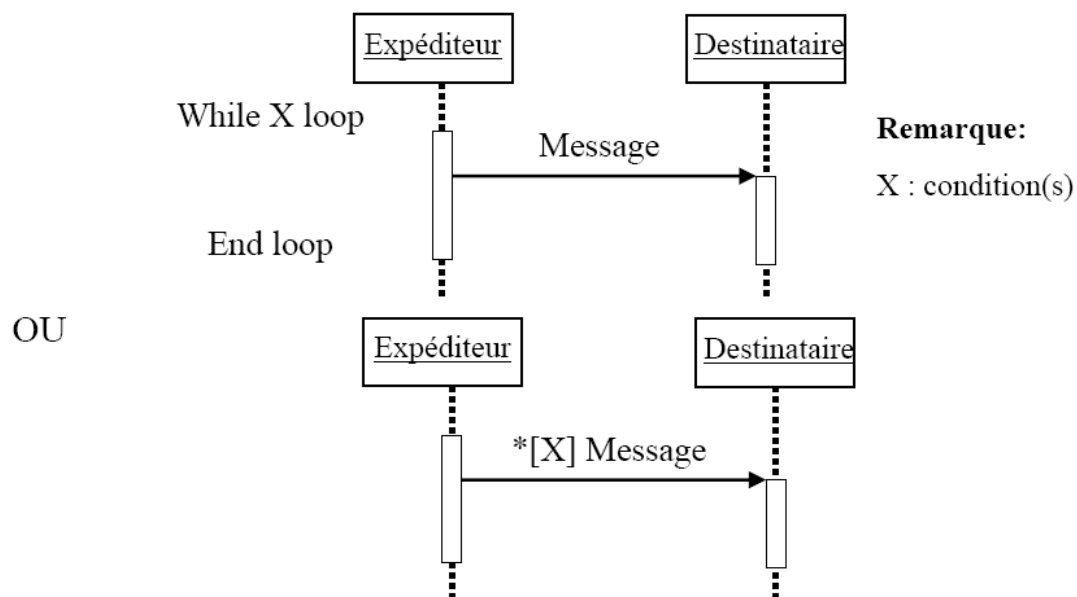 Expéditeur
Destinataire
While X loop
Message
Remarque:
X : condition(s)
End loop
OU
Expéditeur
Destinataire
*[X] Message